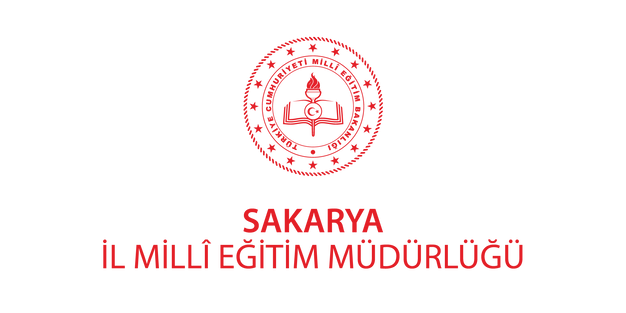 TÜRKİYE CUMHURİYETİ MİLLÎ EĞİTİM BAKANLIĞI
SAKARYA
İL MİLLÎ EĞİTİM MÜDÜRLÜĞÜ